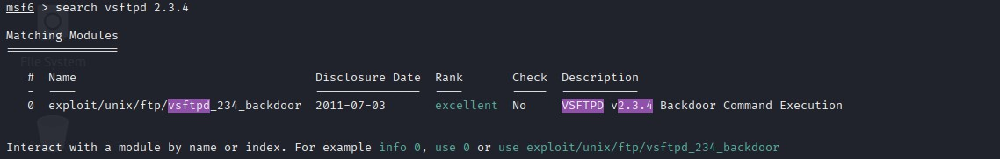 msf6 > search vsftpd 2.3.4
Matching Modules
================
File System
# Name Disclosure Date Rank Check Description
- ---- --------------- ---- ----- -----------
0 exploit/unix/ftp/vsftpd_234_backdoor 2011-07-03 excellent No VSFTPD v2.3.4 Backdoor Command Execution
Interact with a module by name or index. For example info 0, use 0 or use exploit/unix/ftp/vsftpd_234_backdoor